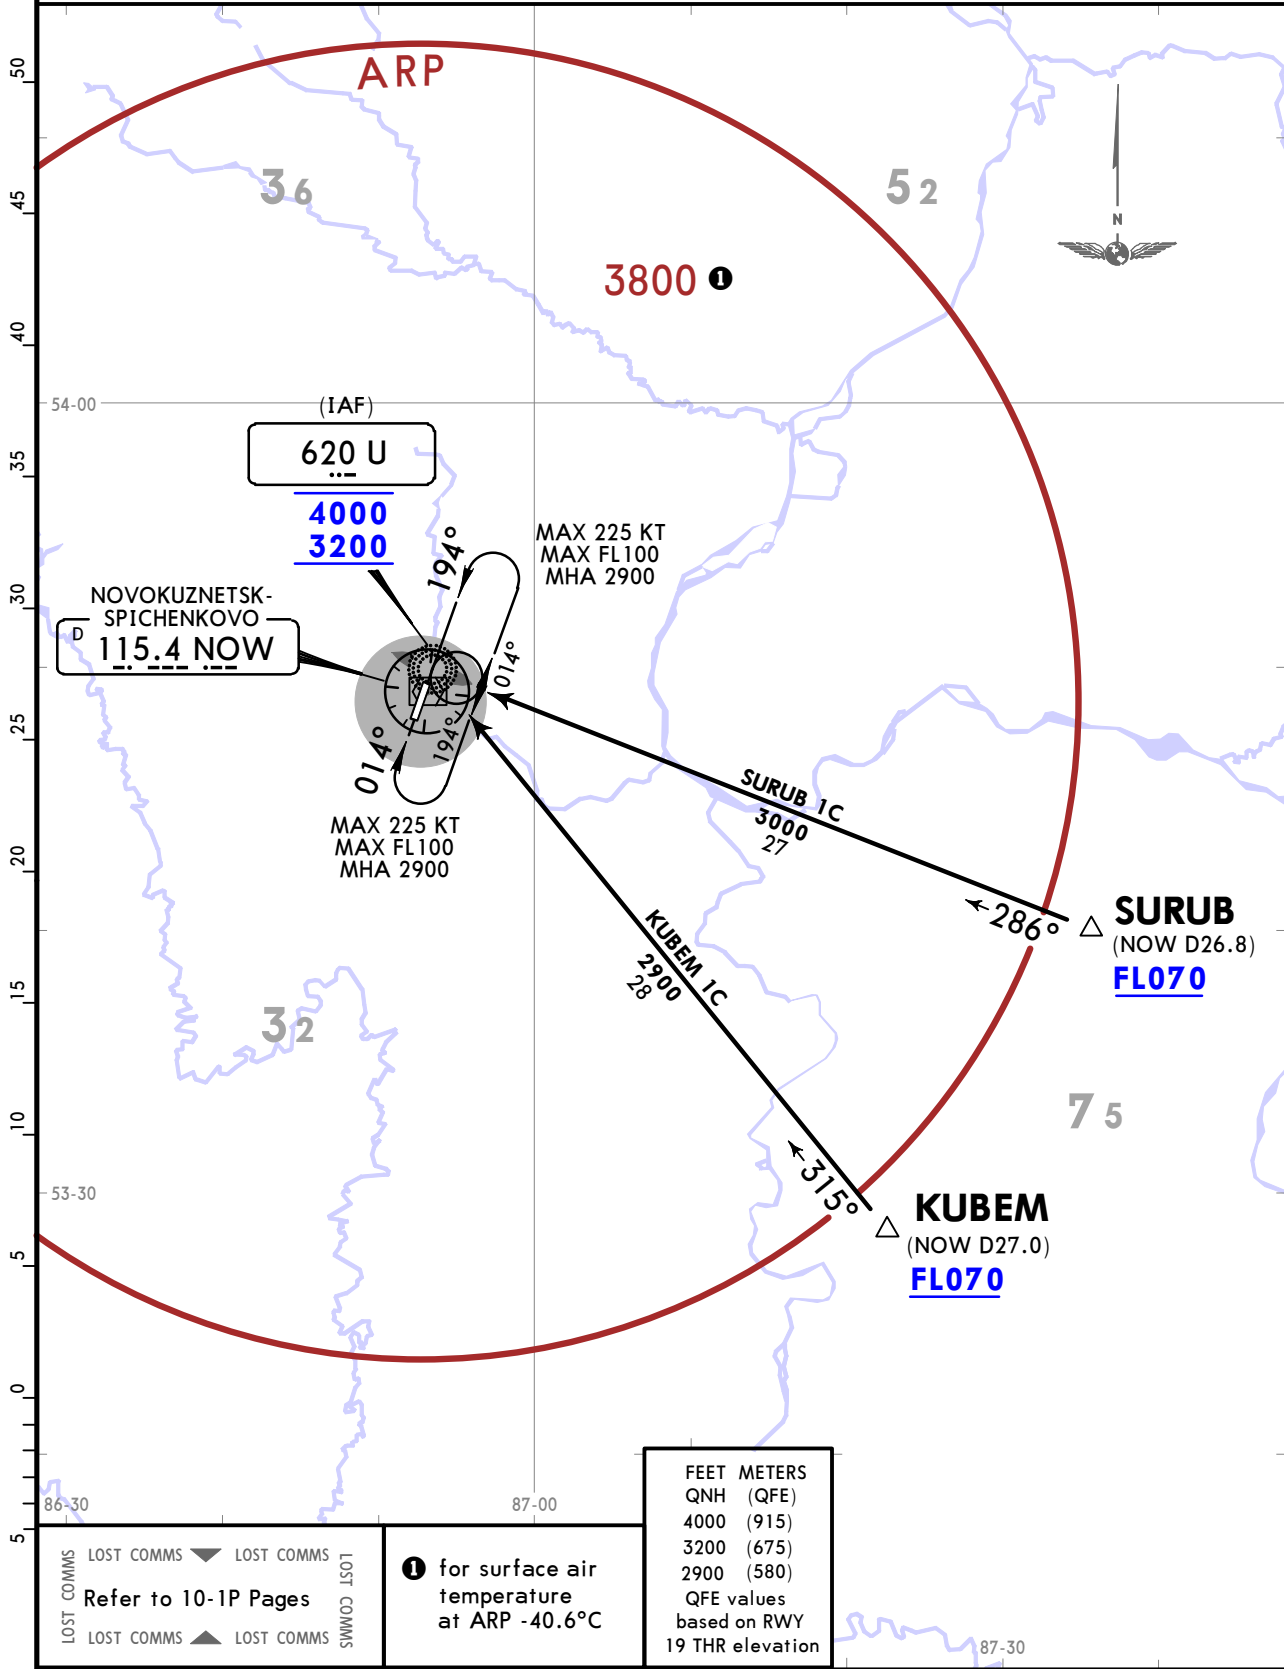 ARP
36
52
N
3800 ❶
50
45
40
35
30
25
20
15
10
5
0
5
54-00
(IAF)
620 U
4000
3200
194°
MAX 225 KT
MAX FL100
MHA 2900
NOVOKUZNETSK-
SPICHENKOVO
D
115.4 NOW
014°
194°
014°
MAX 225 KT
MAX FL100
MHA 2900
SURUB 1C
3000
27
286°
SURUB
(NOW D26.8)
FL070
KUBEM 1C
2900
28
32
75
315°
KUBEM
(NOW D27.0)
FL070
53-30
86-30
87-00
87-30
LOST COMMS LOST COMMS
LOST COMMS
Refer to 10-1P Pages
LOST COMMS
LOST COMMS LOST COMMS
❶ for surface air
temperature
at ARP -40.6°C
FEET METERS
QNH (QFE)
4000 (915)
3200 (675)
2900 (580)
QFE values
based on RWY
19 THR elevation